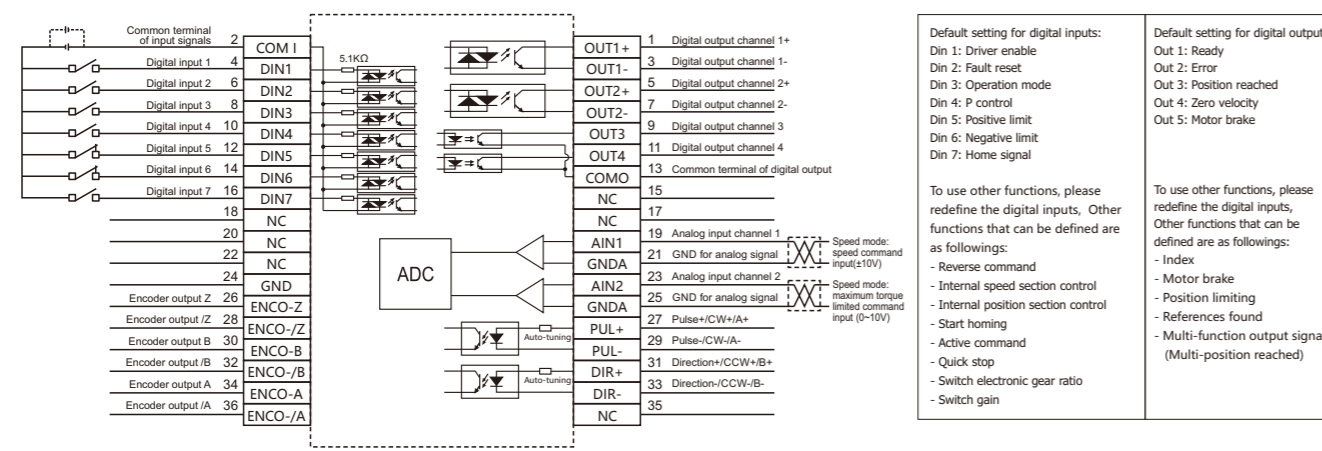 Common terminal
of input signals 2 COM I
Digital input 1 4 DIN1
Digital input 2 6 DIN2
Digital input 3 8 DIN3
Digital input 4 10 DIN4
Digital input 5 12 DIN5
Digital input 6 14 DIN6
Digital input 7 16 DIN7
18 NC
20 NC
22 NC
24 GND
Encoder output Z 26 ENCO-Z
Encoder output /Z 28 ENCO-/Z
Encoder output B 30 ENCO-B
Encoder output /B 32 ENCO-/B
Encoder output A 34 ENCO-A
Encoder output /A 36 ENCO-/A
5.1KΩ
ADC
Auto-tuning
Auto-tuning
OUT1+ 1 Digital output channel 1+
OUT1- 3 Digital output channel 1-
OUT2+ 5 Digital output channel 2+
OUT2- 7 Digital output channel 2-
OUT3 9 Digital output channel 3
OUT4 11 Digital output channel 4
COMO 13 Common terminal of digital output
NC 15
NC 17
AIN1 19 Analog input channel 1
GNDA 21 GND for analog signal
AIN2 23 Analog input channel 2
GNDA 25 GND for analog signal
PUL+ 27 Pulse+/CW+/A+
PUL- 29 Pulse-/CW-/A-
DIR+ 31 Direction+/CCW+/B+
DIR- 33 Direction-/CCW-/B-
NC 35
Speed mode:
speed command
input(±10V)
Speed mode:
maximum torque
limited command
input (0~10V)
Default setting for digital inputs:
Din 1: Driver enable
Din 2: Fault reset
Din 3: Operation mode
Din 4: P control
Din 5: Positive limit
Din 6: Negative limit
Din 7: Home signal
To use other functions, please
redefine the digital inputs, Other
functions that can be defined are
as followings:
- Reverse command
- Internal speed section control
- Internal position section control
- Start homing
- Active command
- Quick stop
- Switch electronic gear ratio
- Switch gain
Default setting for digital output
Out 1: Ready
Out 2: Error
Out 3: Position reached
Out 4: Zero velocity
Out 5: Motor brake
To use other functions, please
redefine the digital inputs,
Other functions that can be
defined are as followings:
- Index
- Motor brake
- Position limiting
- References found
- Multi-function output signa
(Multi-position reached)